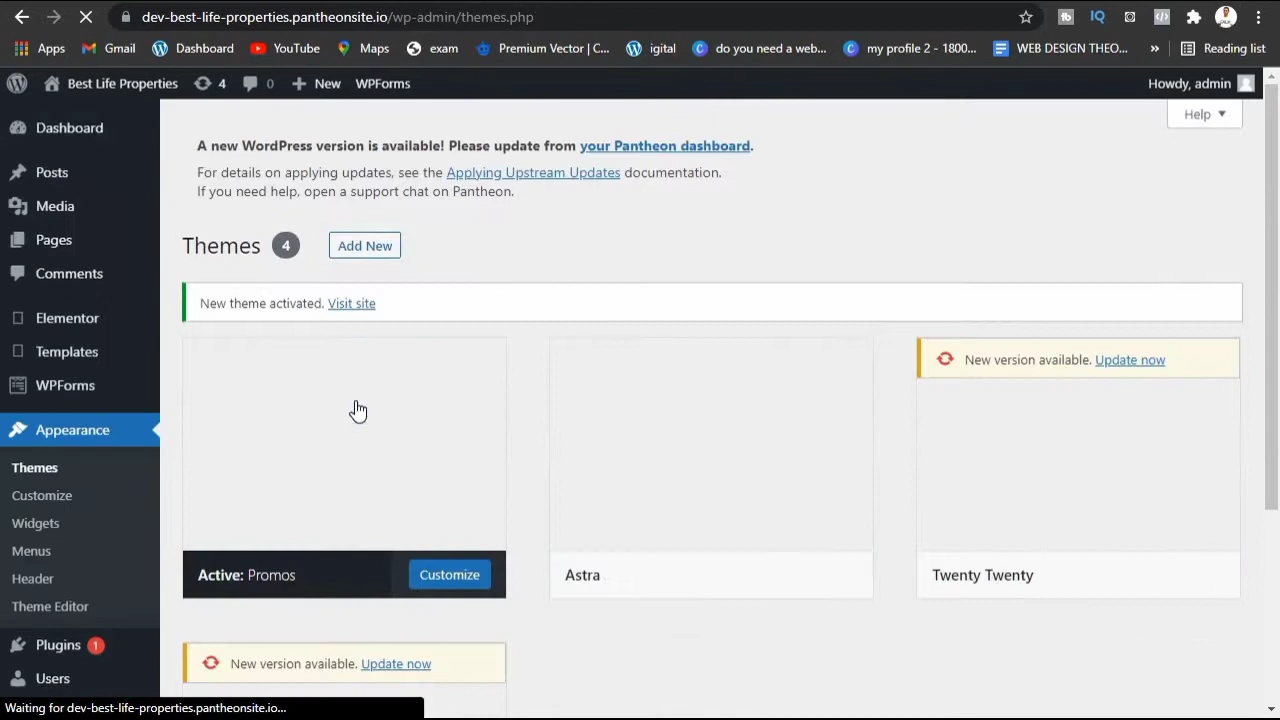 dev-best-life-properties.pantheonsite.io/wp-admin/themes.php
Apps Gmail Dashboard YouTube Maps exam Premium Vector | C... igital do you need a web... my profile 2 - 1800... WEB DESIGN THEO... » Reading list
Best Life Properties 4 0 New WPForms Howdy, admin
Help
Dashboard
Posts
Media
Pages
Comments
Elementor
Templates
WPForms
Appearance
Themes
Customize
Widgets
Menus
Header
Theme Editor
Plugins 1
Users
A new WordPress version is available! Please update from your Pantheon dashboard.
For details on applying updates, see the Applying Upstream Updates documentation.
If you need help, open a support chat on Pantheon.
Themes 4 Add New
New theme activated. Visit site
New version available. Update now
Active: Promos Customize
Astra
Twenty Twenty
New version available. Update now
Waiting for dev-best-life-properties.pantheonsite.io...